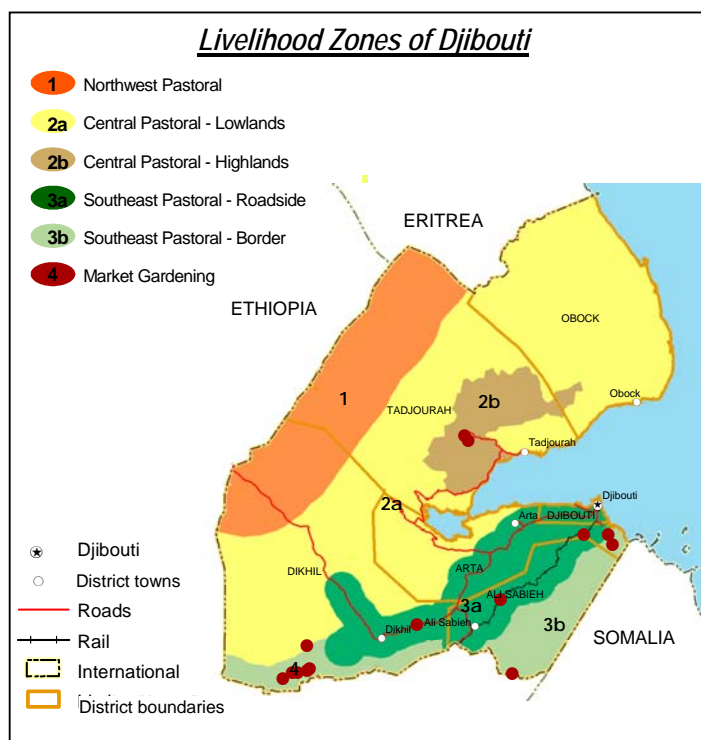 Livelihood Zones of Djibouti
1 Northwest Pastoral
2a Central Pastoral - Lowlands
2b Central Pastoral - Highlands
3a Southeast Pastoral - Roadside
3b Southeast Pastoral - Border
4 Market Gardening
ERITREA
ETHIOPIA
OBOCK
1
2b
TADJOURAH
Obock
Tadjourah
2a
Djibouti
Arta
DJIBOUTI
DIKHIL
ARTA
3a
ALI SABIEH
Dikhil
Ali Sabieh
3b
SOMALIA
4
Djibouti
District towns
Roads
Rail
International
District boundaries